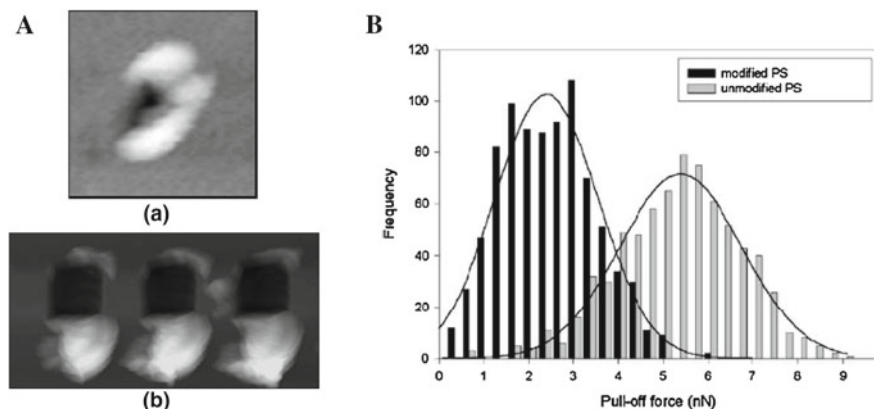 A
(a)
(b)
B
Frequency
120
100
80
60
40
20
0
modified PS
unmodified PS
0 1 2 3 4 5 6 7 8 9
Pull-off force (nN)